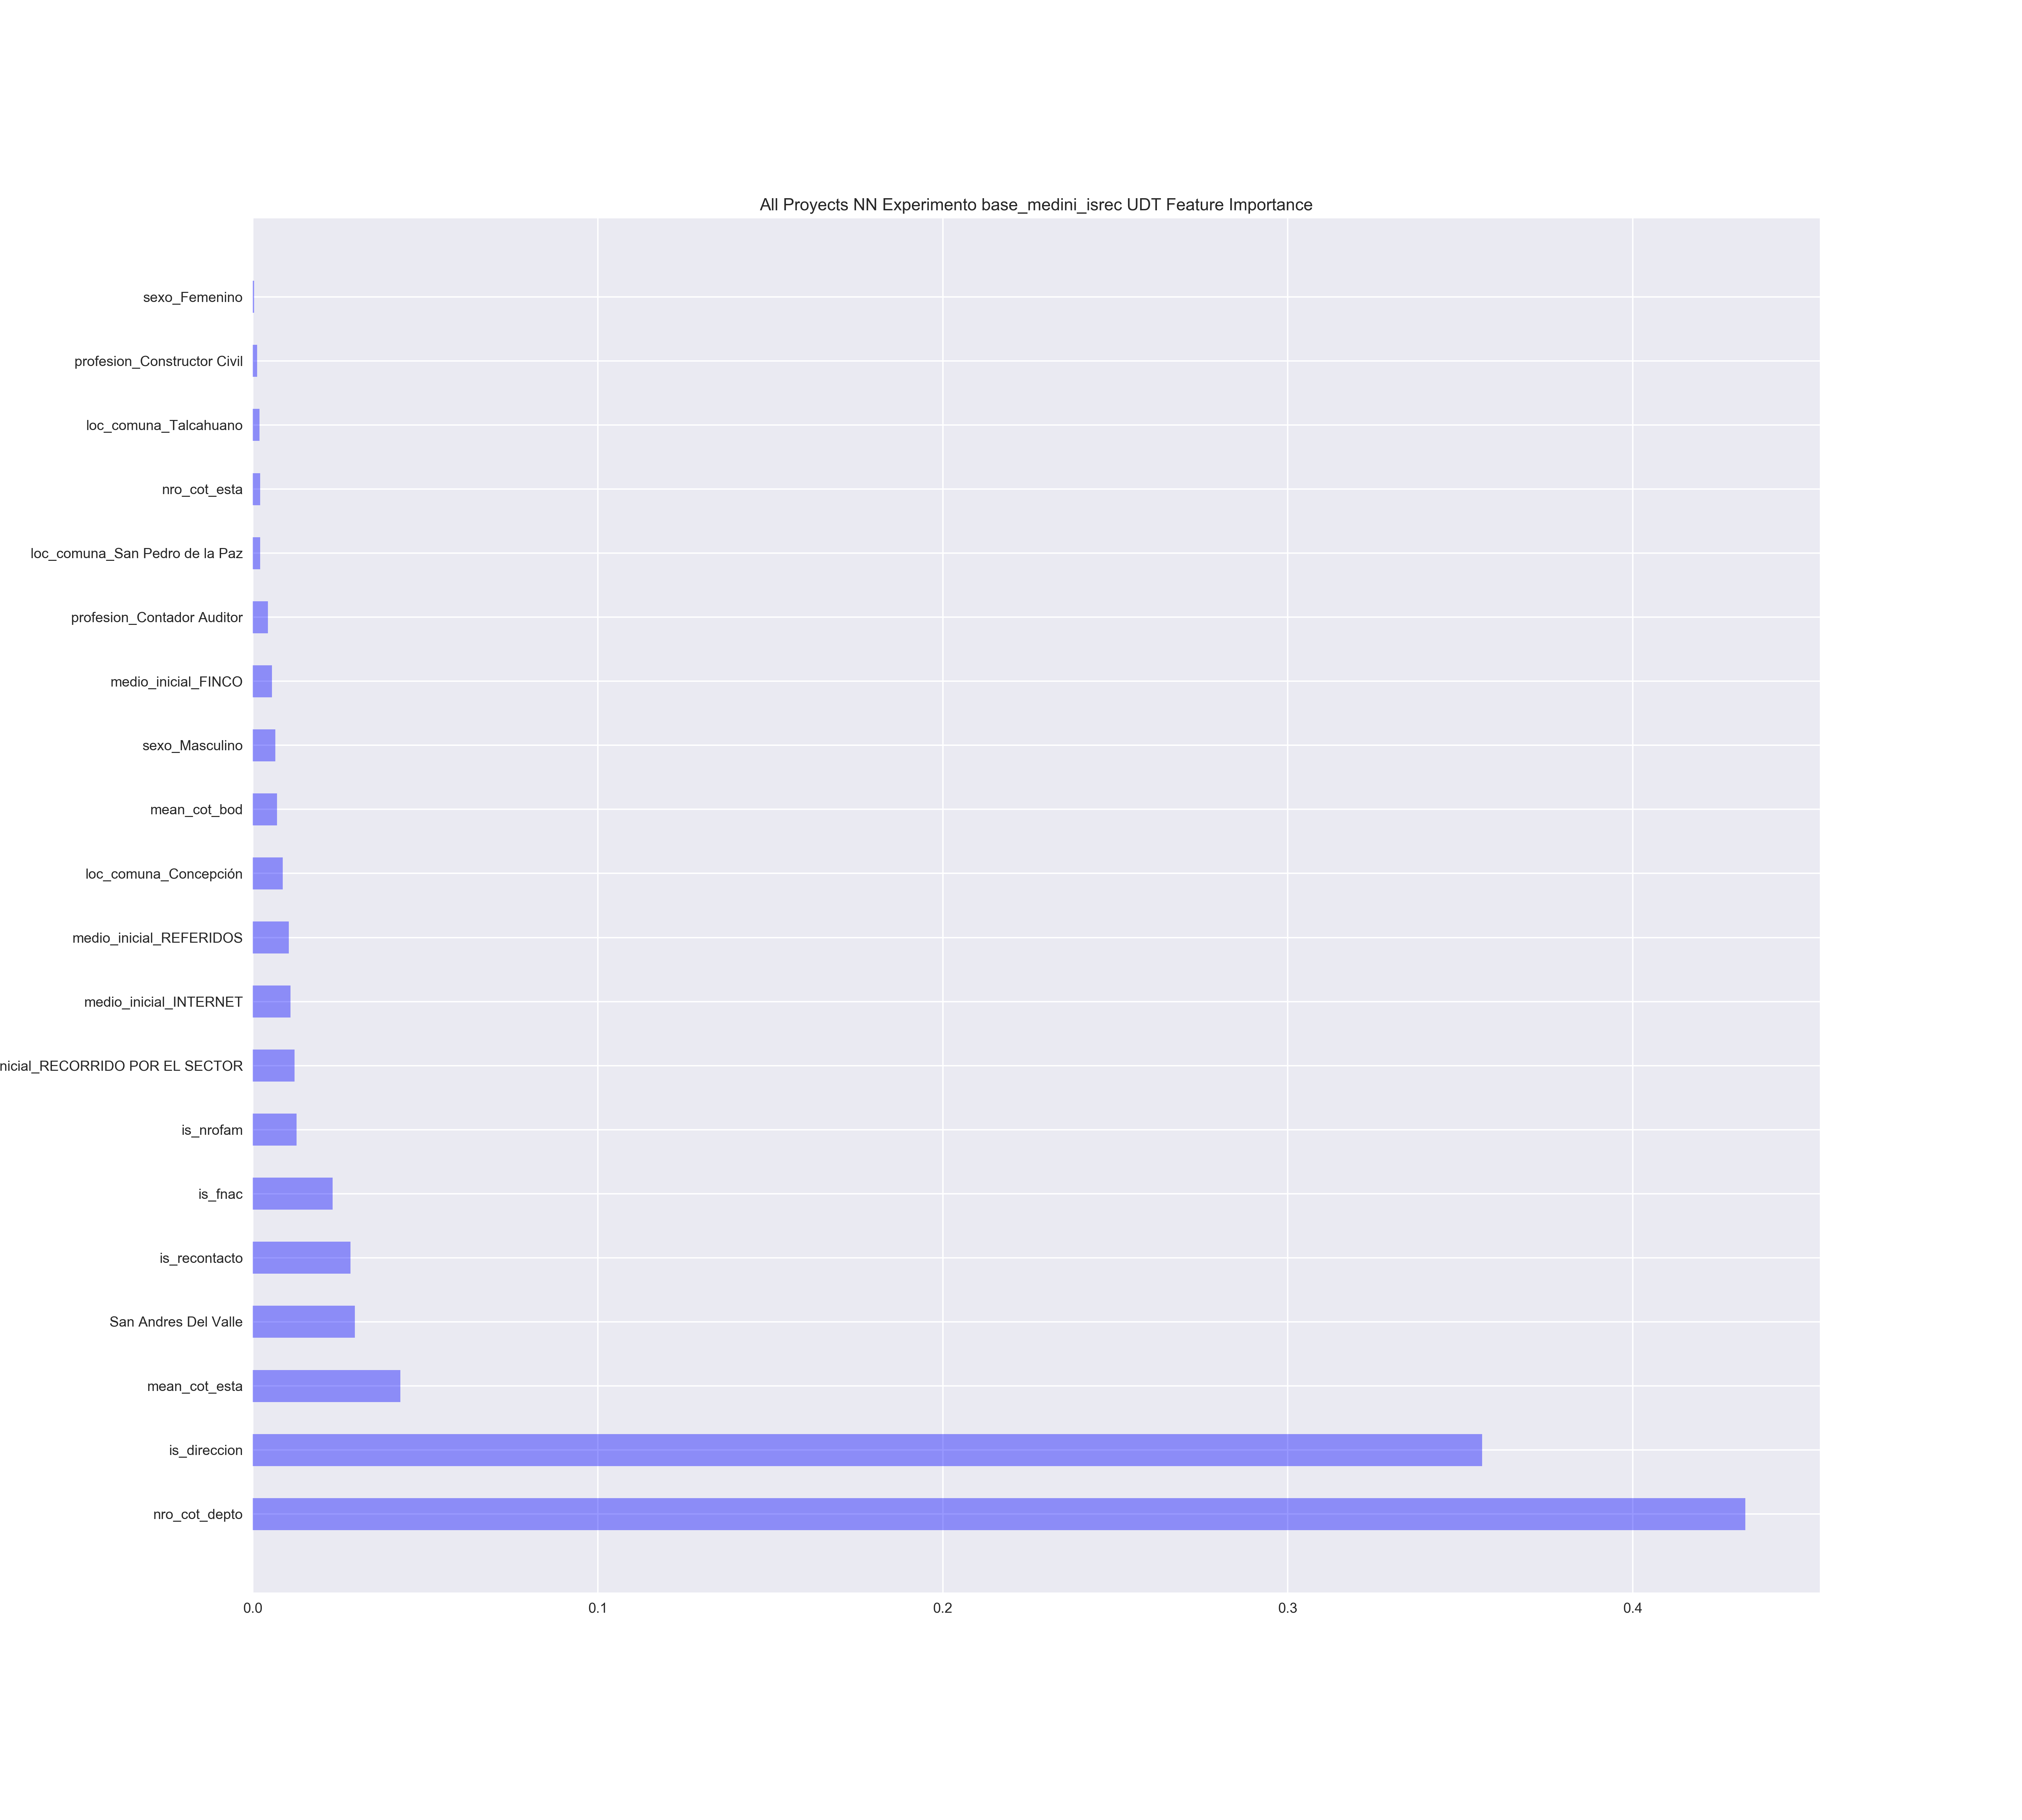 All Proyects NN Experimento base_medini_isrec UDT Feature Importance
sexo_Femenino
profesion_Constructor Civil
loc_comuna_Talcahuano
nro_cot_esta
loc_comuna_San Pedro de la Paz
profesion_Contador Auditor
medio_inicial_FINCO
sexo_Masculino
mean_cot_bod
loc_comuna_Concepción
medio_inicial_REFERIDOS
medio_inicial_INTERNET
nicial_RECORRIDO POR EL SECTOR
is_nrofam
is_fnac
is_recontacto
San Andres Del Valle
mean_cot_esta
is_direccion
nro_cot_depto
0.0 0.1 0.2 0.3 0.4